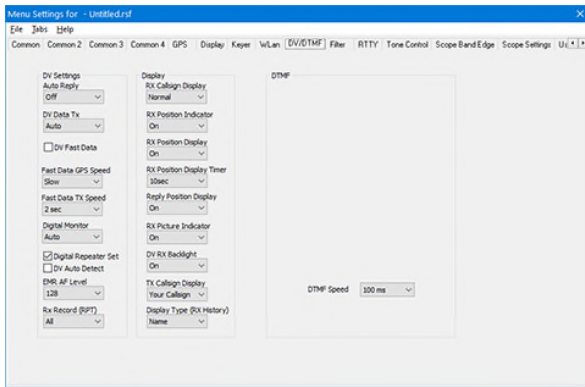 Menu Settings for - Untitled.rsf
File Tabs Help
Common Common 2 Common 3 Common 4 GPS Display Keyer WLan DV/DTMF Filter RTTY Tone Control Scope Band Edge Scope Settings
DV Settings
Auto Reply
Off
DV Data Tx
Auto
DV Fast Data
Fast Data GPS Speed
Slow
Fast Data TX Speed
2 sec
Digital Monitor
Auto
Digital Repeater Set
DV Auto Detect
EMR AF Level
128
Rx Record (RPT)
All
Display
RX Callsign Display
Normal
RX Position Indicator
On
RX Position Display
On
RX Position Display Timer
10sec
Reply Position Display
On
RX Picture Indicator
On
DV RX Backlight
On
TX Callsign Display
Your Callsign
Display Type (RX History)
Name
DTMF
DTMF Speed 100 ms